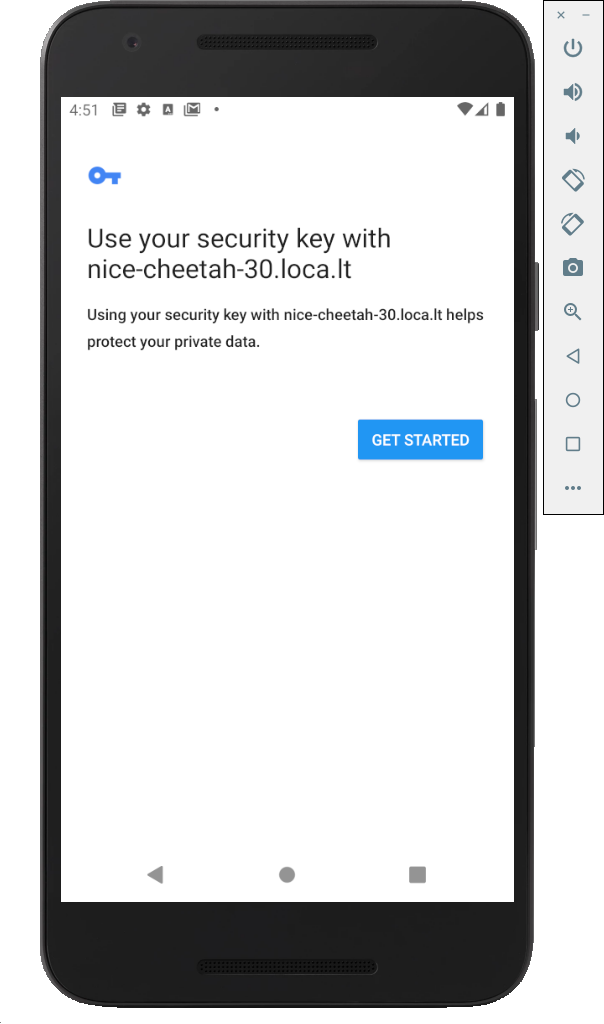 4:51
Use your security key with
nice-cheetah-30.loca.lt
Using your security key with nice-cheetah-30.loca.lt helps
protect your private data.
GET STARTED